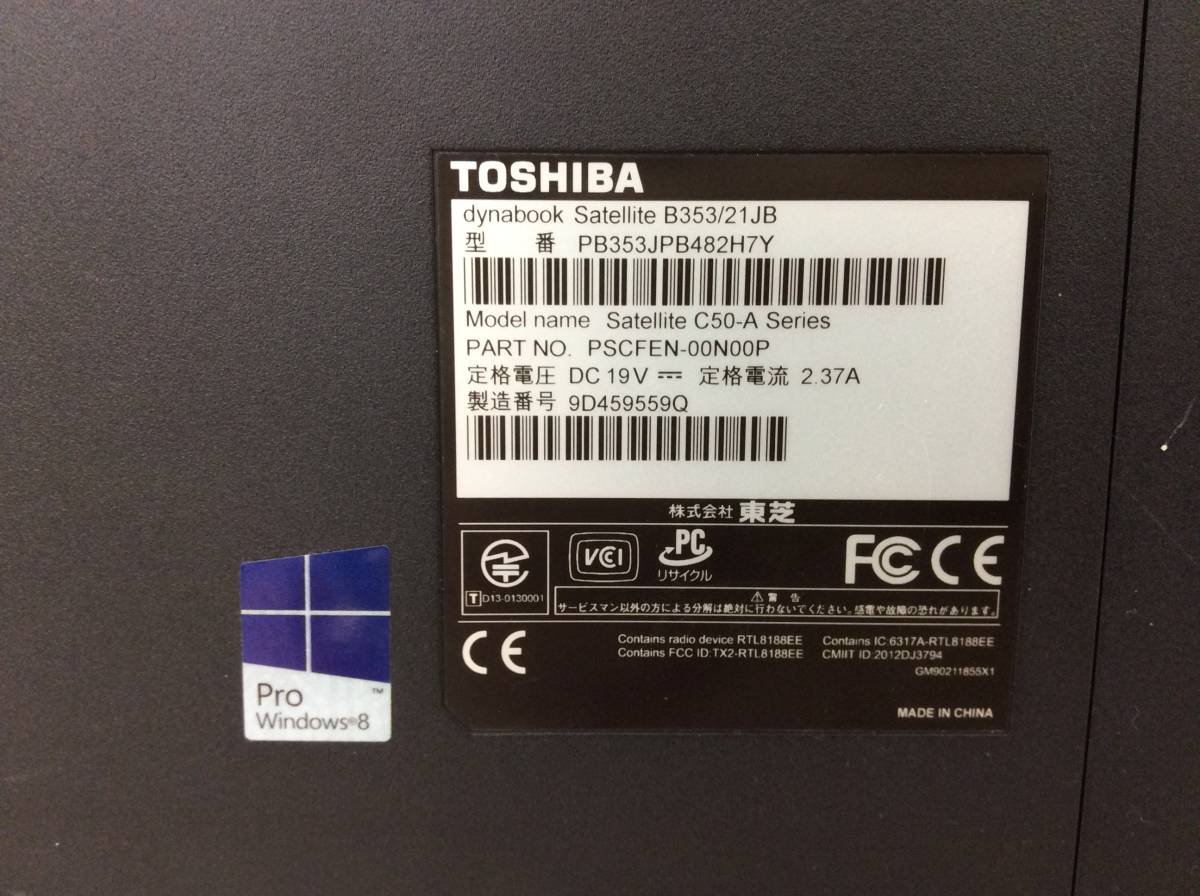 TOSHIBA
dynabook Satellite B353/21JB
型 番 PB353JPB482H7Y
Model name Satellite C50-A Series
PART NO. PSCFEN-00N00P
定格電圧 DC 19V 定格電流 2.37A
製造番号 9D459559Q
株式会社 東芝
T D13-0130001
VCCI
PC
リサイクル
FC CE
⚠ 警告
サービスマン以外の方による分解は絶対に行わないでください。感電や故障の恐れがあります。
CE
Contains radio device RTL8188EE Contains IC:6317A-RTL8188EE
Contains FCC ID:TX2-RTL8188EE CMIIT ID:2012DJ3794
GM90211855X1
MADE IN CHINA
Pro ™
Windows®8